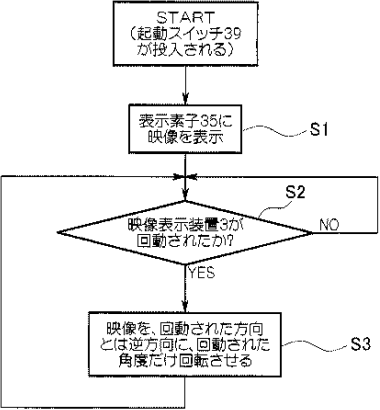 START
(起動スイッチ39
が投入される)
表示素子35に
映像を表示
S1
映像表示装置3が
回動されたか?
S2
NO
YES
映像を、回動された方向
とは逆方向に、回動された
角度だけ回転させる
S3